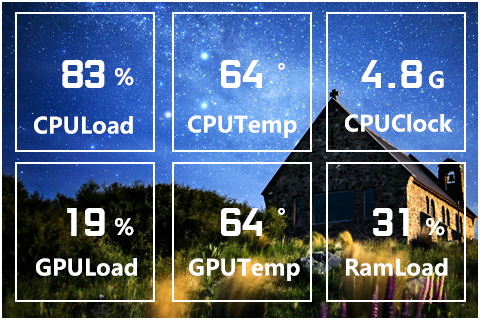 83 %
CPULoad
64 °
CPUTemp
4.8 G
CPUClock
19 %
GPULoad
64 °
GPUTemp
31 %
RamLoad